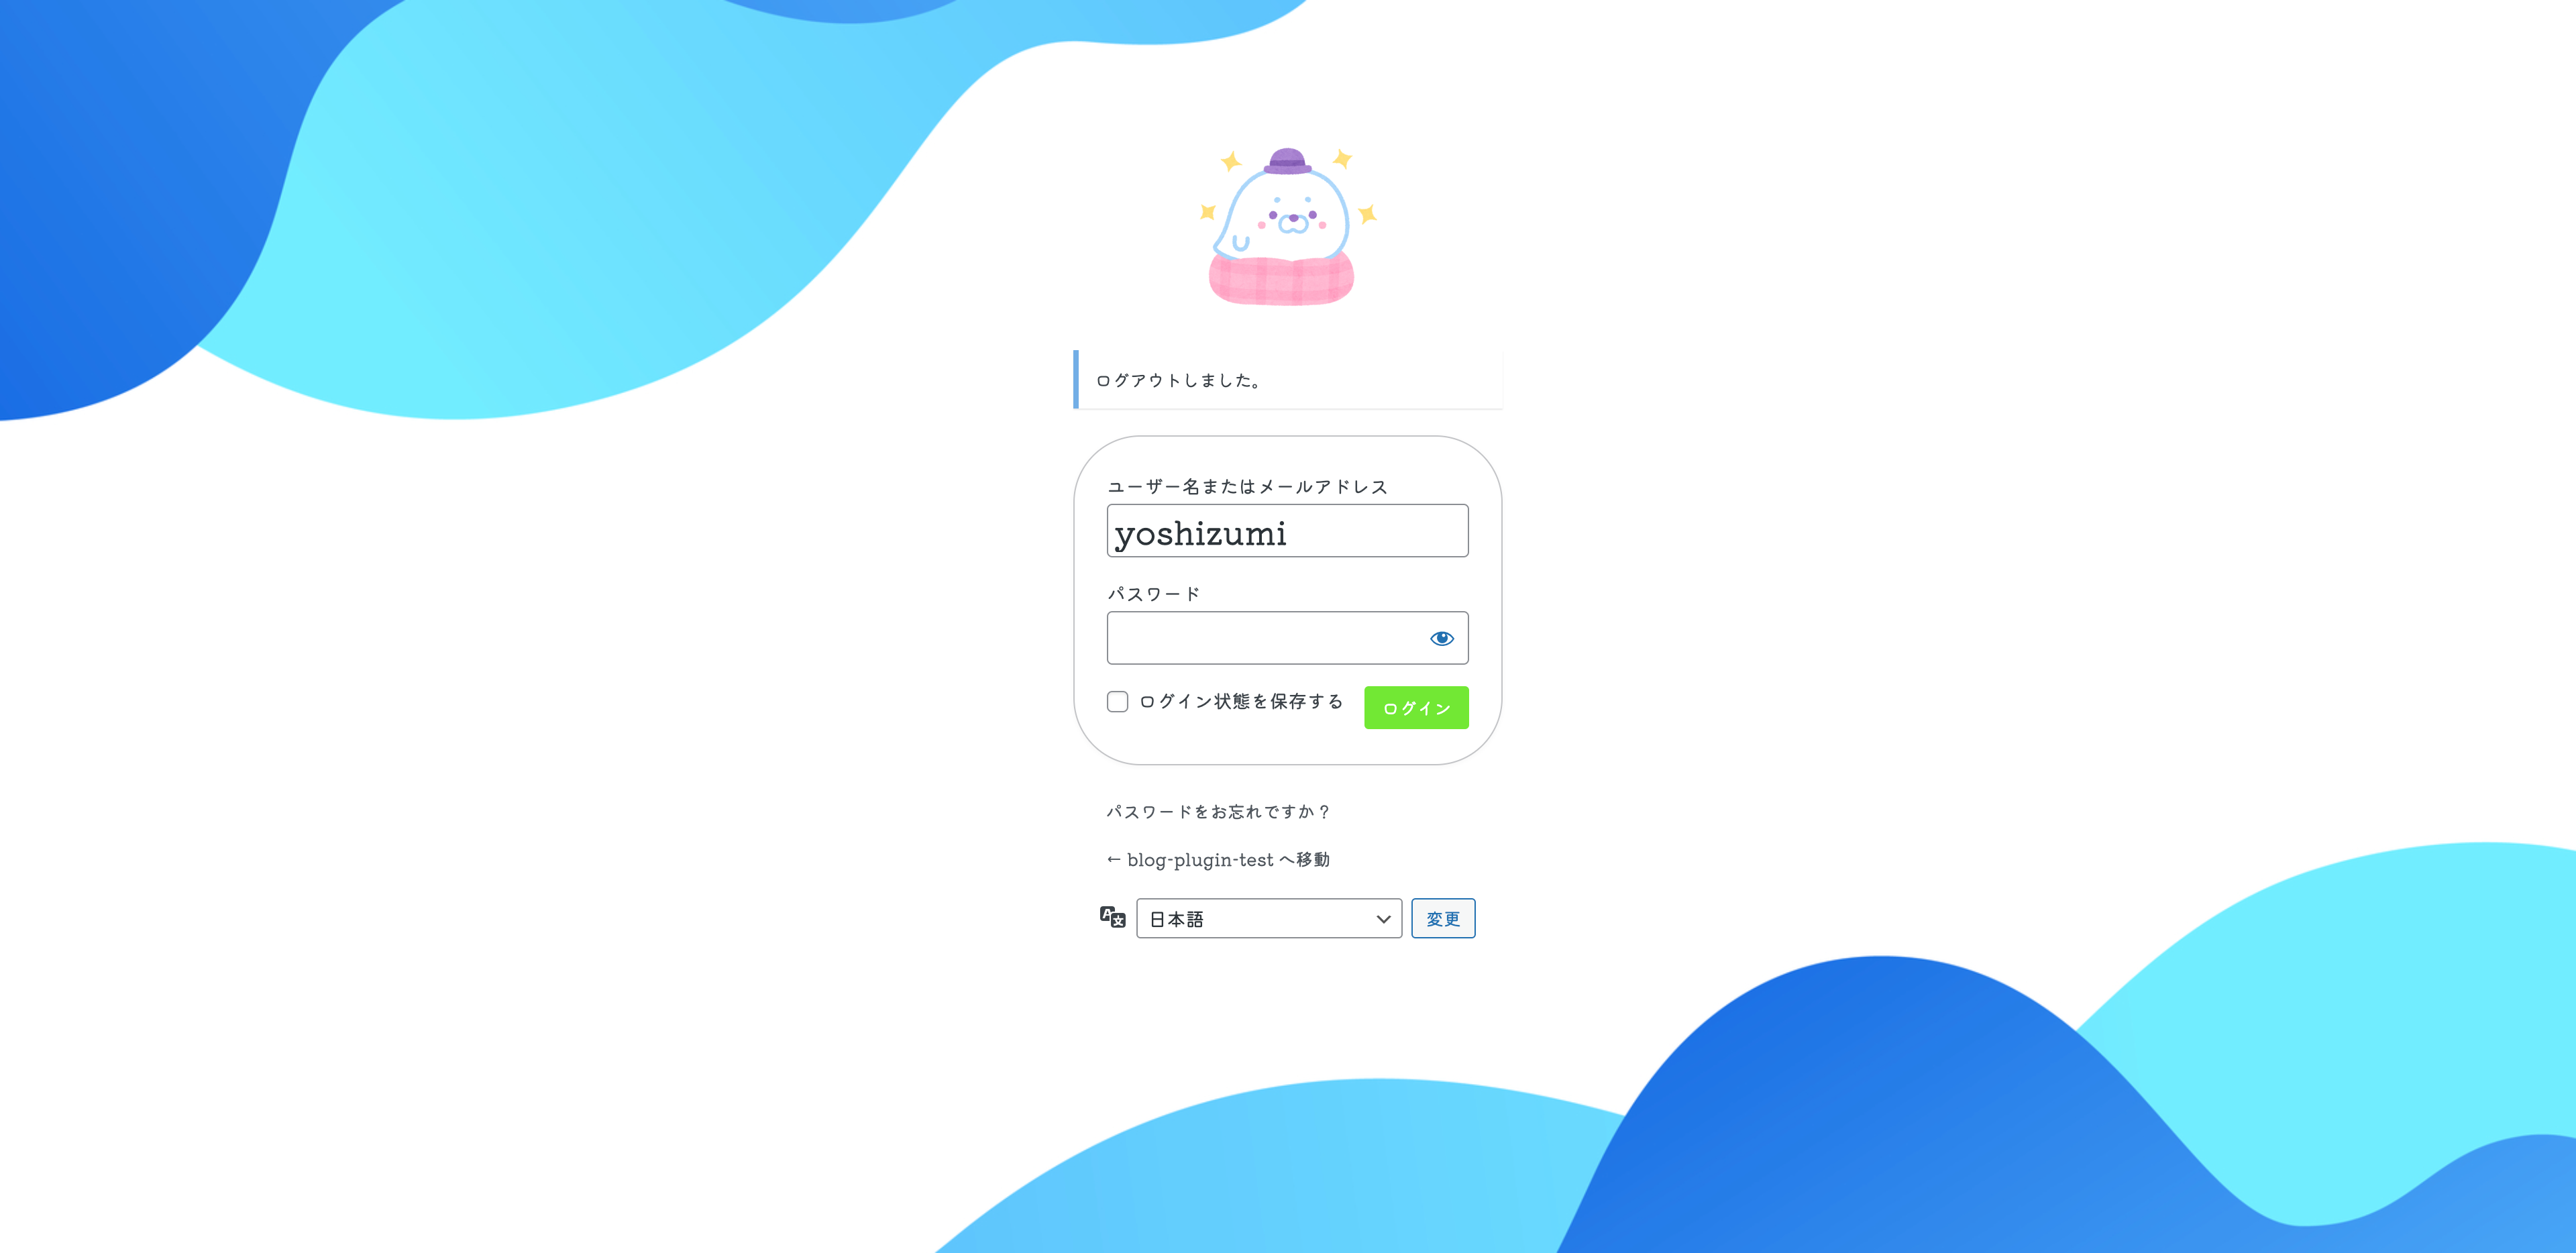 ログアウトしました。
ユーザー名またはメールアドレス
yoshizumi
パスワード
ログイン状態を保存する
ログイン
パスワードをお忘れですか？
← blog-plugin-test へ移動
日本語
変更